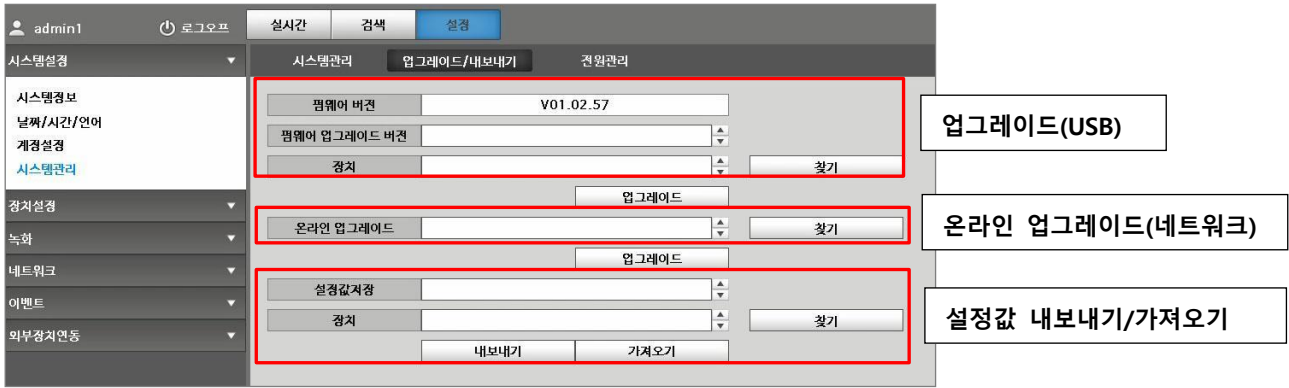 admin1 로그오프 실시간 검색 설정
시스템설정 시스템관리 업그레이드/내보내기 전원관리
시스템정보
날짜/시간/언어
계정설정
시스템관리
장치설정
녹화
네트워크
이벤트
외부장치연동
펌웨어 버전 V01.02.57
펌웨어 업그레이드 버전
장치 찾기
업그레이드
온라인 업그레이드 찾기
업그레이드
설정값저장
장치 찾기
내보내기 가져오기
업그레이드(USB)
온라인 업그레이드(네트워크)
설정값 내보내기/가져오기